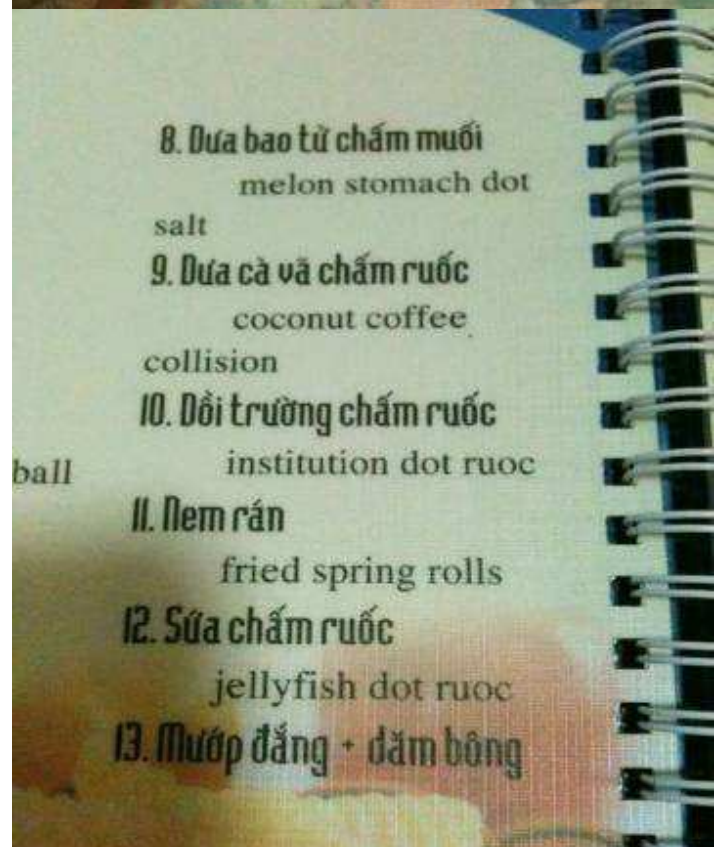 8. Dưa bao tử chấm muối
melon stomach dot
salt
9. Dưa cà vã chấm ruốc
coconut coffee
collision
10. Dồi trường chấm ruốc
institution dot ruoc
ball
11. Nem rán
fried spring rolls
12. Sứa chấm ruốc
jellyfish dot ruoc
13. Mướp đắng + dăm bông